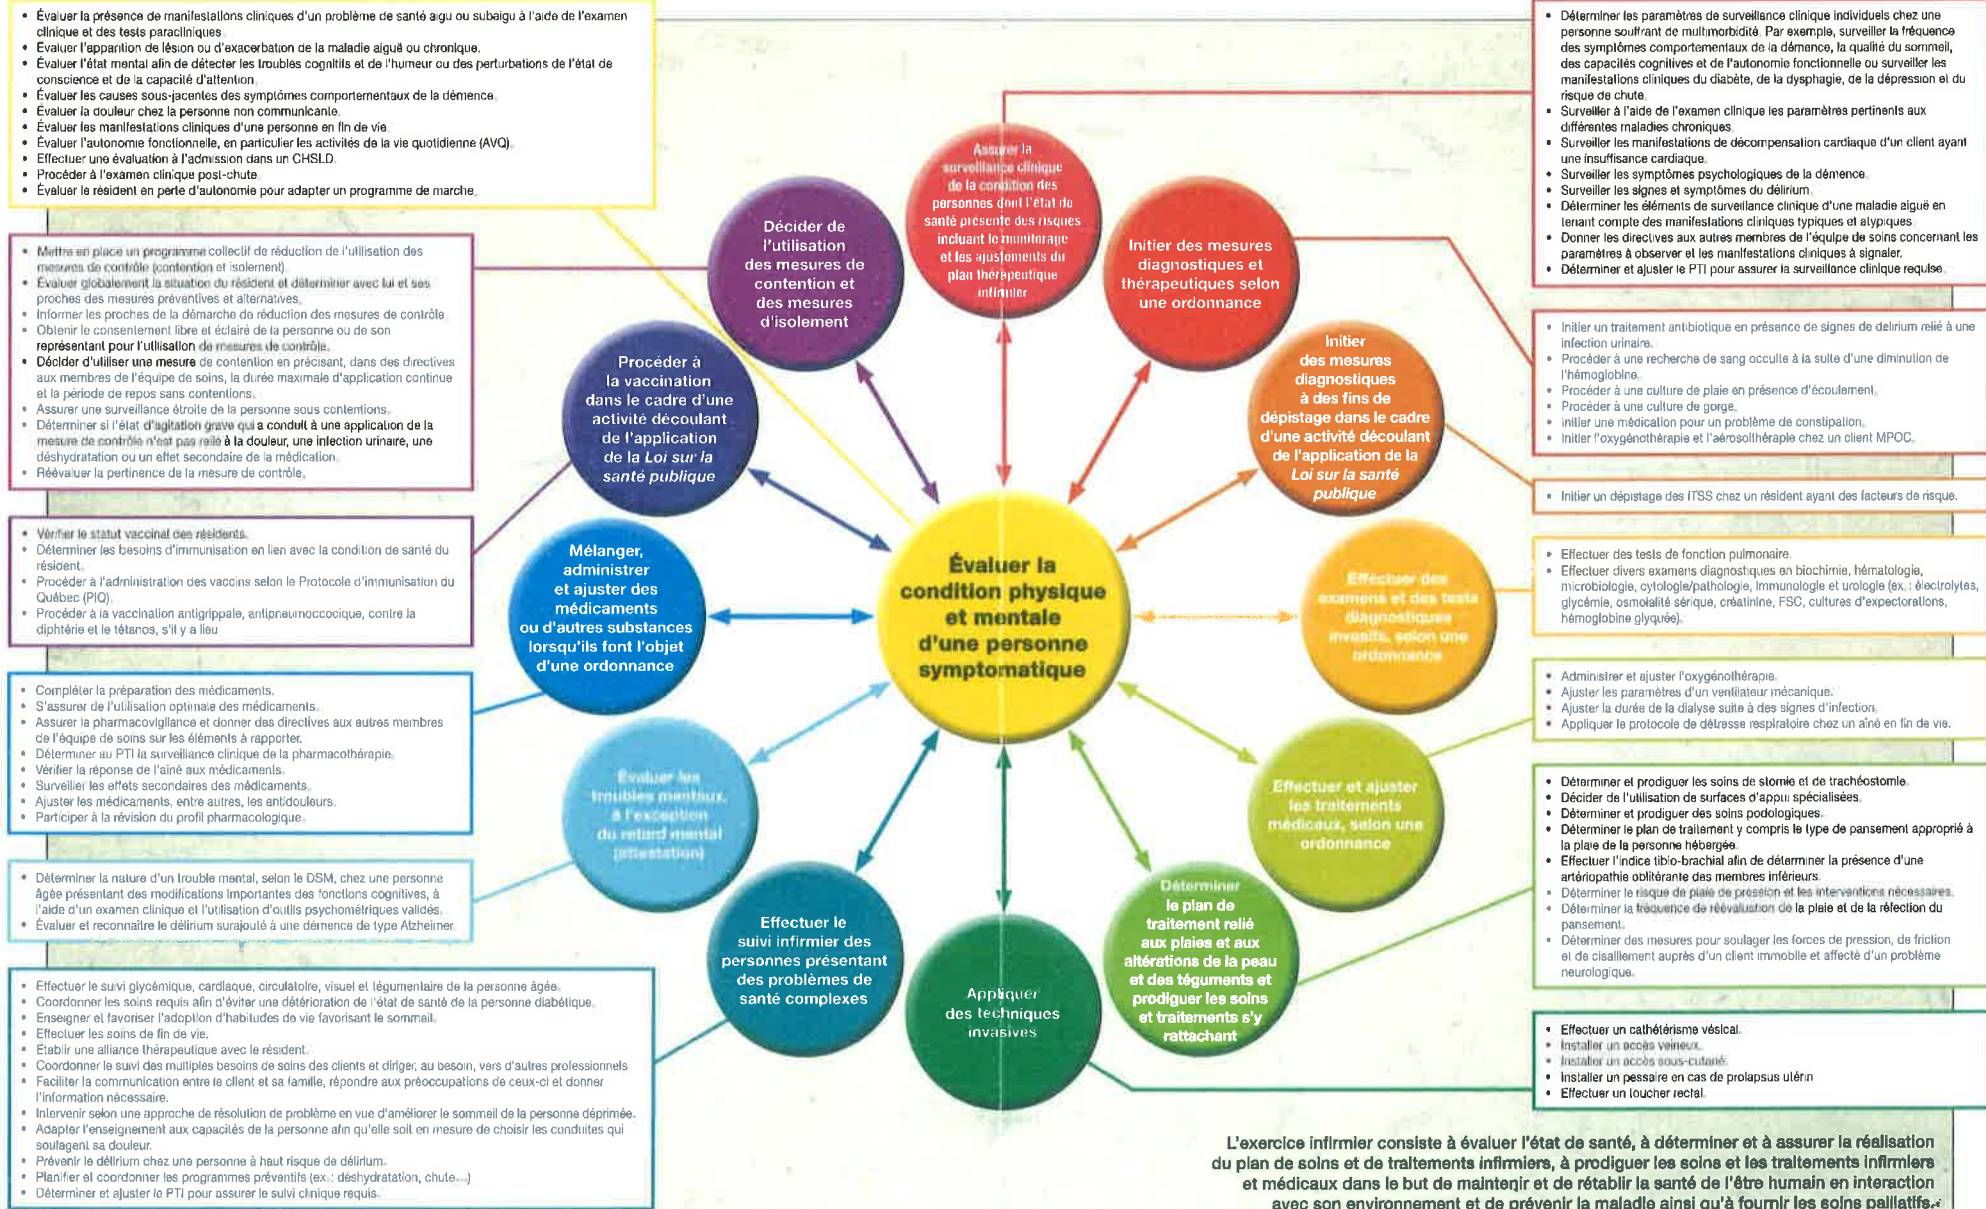 • Évaluer la présence de manifestations cliniques d'un problème de santé aigu ou subaigu à l'aide de l'examen
clinique et des tests paracliniques.
• Évaluer l'apparition de lésion ou d'exacerbation de la maladie aiguë ou chronique.
• Évaluer l'état mental afin de détecter les troubles cognitifs et de l'humeur ou des perturbations de l'état de
conscience et de la capacité d'attention.
• Évaluer les causes sous-jacentes des symptômes comportementaux de la démence.
• Évaluer la douleur chez la personne non communicante.
• Évaluer les manifestations cliniques d'une personne en fin de vie.
• Évaluer l'autonomie fonctionnelle, en particulier les activités de la vie quotidienne (AVQ).
• Effectuer une évaluation à l'admission dans un CHSLD.
• Procéder à l'examen clinique post-chute.
• Évaluer le résident en perte d'autonomie pour adapter un programme de marche.
• Mettre en place un programme collectif de réduction de l'utilisation des
mesures de contrôle (contention et isolement).
• Évaluer globalement la situation du résident et déterminer avec lui et ses
proches des mesures préventives et alternatives.
• Informer les proches de la démarche de réduction des mesures de contrôle.
• Obtenir le consentement libre et éclairé de la personne ou de son
représentant pour l'utilisation de mesures de contrôle.
• Décider d'utiliser une mesure de contention en précisant, dans des directives
aux membres de l'équipe de soins, la durée maximale d'application continue
et la période de repos sans contentions.
• Assurer une surveillance étroite de la personne sous contentions.
• Déterminer si l'état d'agitation grave qui a conduit à une application de la
mesure de contrôle n'est pas relié à la douleur, une infection urinaire, une
déshydratation ou un effet secondaire de la médication.
• Réévaluer la pertinence de la mesure de contrôle.
• Vérifier le statut vaccinal des résidents.
• Déterminer les besoins d'immunisation en lien avec la condition de santé du
résident.
• Procéder à l'administration des vaccins selon le Protocole d'immunisation du
Québec (PIQ).
• Procéder à la vaccination antigrippale, antipneumoccocique, contre la
diphtérie et le tétanos, s'il y a lieu
• Compléter la préparation des médicaments.
• S'assurer de l'utilisation optimale des médicaments.
• Assurer la pharmacovigilance et donner des directives aux autres membres
de l'équipe de soins sur les éléments à rapporter.
• Déterminer au PTI la surveillance clinique de la pharmacothérapie.
• Vérifier la réponse de l'aîné aux médicaments.
• Surveiller les effets secondaires des médicaments.
• Ajuster les médicaments, entre autres, les antidouleurs.
• Participer à la révision du profil pharmacologique.
• Déterminer la nature d'un trouble mental, selon le DSM, chez une personne
âgée présentant des modifications importantes des fonctions cognitives, à
l'aide d'un examen clinique et l'utilisation d'outils psychométriques validés.
• Évaluer et reconnaître le délirium surajouté à une démence de type Alzheimer.
• Effectuer le suivi glycémique, cardiaque, circulatoire, visuel et tégumentaire de la personne âgée.
• Coordonner les soins requis afin d'éviter une détérioration de l'état de santé de la personne diabétique.
• Enseigner et favoriser l'adoption d'habitudes de vie favorisant le sommeil.
• Effectuer les soins de fin de vie.
• Établir une alliance thérapeutique avec le résident.
• Coordonner le suivi des multiples besoins de soins des clients et diriger, au besoin, vers d'autres professionnels
• Faciliter la communication entre le client et sa famille, répondre aux préoccupations de ceux-ci et donner
l'information nécessaire.
• Intervenir selon une approche de résolution de problème en vue d'améliorer le sommeil de la personne déprimée.
• Adapter l'enseignement aux capacités de la personne afin qu'elle soit en mesure de choisir les conduites qui
soulagent sa douleur.
• Prévenir le délirium chez une personne à haut risque de délirium.
• Planifier et coordonner les programmes préventifs (ex. : déshydratation, chute...)
• Déterminer et ajuster le PTI pour assurer le suivi clinique requis.
Assurer la
surveillance clinique
de la condition des
personnes dont l'état de
santé présente des risques
incluant le monitorage
et les ajustements du
plan thérapeutique
infirmier
Décider de
l'utilisation
des mesures de
contention et
des mesures
d'isolement
Initier des mesures
diagnostiques et
thérapeutiques selon
une ordonnance
Procéder à
la vaccination
dans le cadre d'une
activité découlant
de l'application
de la Loi sur la
santé publique
Initier
des mesures
diagnostiques
à des fins de
dépistage dans le cadre
d'une activité découlant
de l'application de la
Loi sur la santé
publique
Mélanger,
administrer
et ajuster des
médicaments
ou d'autres substances
lorsqu'ils font l'objet
d'une ordonnance
Évaluer la
condition physique
et mentale
d'une personne
symptomatique
Effectuer des
examens et des tests
diagnostiques
invasifs, selon une
ordonnance
Évaluer les
troubles mentaux,
à l'exception
du retard mental
(attestation)
Effectuer et ajuster
les traitements
médicaux, selon une
ordonnance
Effectuer le
suivi infirmier des
personnes présentant
des problèmes de
santé complexes
Appliquer
des techniques
invasives
Déterminer
le plan de
traitement relié
aux plaies et aux
altérations de la peau
et des téguments et
prodiguer les soins
et traitements s'y
rattachant
• Déterminer les paramètres de surveillance clinique individuels chez une
personne souffrant de multimorbidité. Par exemple, surveiller la fréquence
des symptômes comportementaux de la démence, la qualité du sommeil,
des capacités cognitives et de l'autonomie fonctionnelle ou surveiller les
manifestations cliniques du diabète, de la dysphagie, de la dépression et du
risque de chute.
• Surveiller à l'aide de l'examen clinique les paramètres pertinents aux
différentes maladies chroniques.
• Surveiller les manifestations de décompensation cardiaque d'un client ayant
une insuffisance cardiaque.
• Surveiller les symptômes psychologiques de la démence.
• Surveiller les signes et symptômes du délirium.
• Déterminer les éléments de surveillance clinique d'une maladie aiguë en
tenant compte des manifestations cliniques typiques et atypiques.
• Donner les directives aux autres membres de l'équipe de soins concernant les
paramètres à observer et les manifestations cliniques à signaler.
• Déterminer et ajuster le PTI pour assurer la surveillance clinique requise.
• Initier un traitement antibiotique en présence de signes de delirium relié à une
infection urinaire.
• Procéder à une recherche de sang occulte à la suite d'une diminution de
l'hémoglobine.
• Procéder à une culture de plaie en présence d'écoulement.
• Procéder à une culture de gorge.
• Initier une médication pour un problème de constipation.
• Initier l'oxygénothérapie et l'aérosolthérapie chez un client MPOC.
• Initier un dépistage des ITSS chez un résident ayant des facteurs de risque.
• Effectuer des tests de fonction pulmonaire.
• Effectuer divers examens diagnostiques en biochimie, hématologie,
microbiologie, cytologie/pathologie, immunologie et urologie (ex. : électrolytes,
glycémie, osmolalité sérique, créatinine, FSC, cultures d'expectorations,
hémoglobine glyquée).
• Administrer et ajuster l'oxygénothérapie.
• Ajuster les paramètres d'un ventilateur mécanique.
• Ajuster la durée de la dialyse suite à des signes d'infection.
• Appliquer le protocole de détresse respiratoire chez un aîné en fin de vie.
• Déterminer et prodiguer les soins de stomie et de trachéostomie.
• Décider de l'utilisation de surfaces d'appui spécialisées.
• Déterminer et prodiguer des soins podologiques.
• Déterminer le plan de traitement y compris le type de pansement approprié à
la plaie de la personne hébergée.
• Effectuer l'indice tibio-brachial afin de déterminer la présence d'une
artériopathie oblitérante des membres inférieurs.
• Déterminer le risque de plaie de pression et les interventions nécessaires.
• Déterminer la fréquence de réévaluation de la plaie et de la réfection du
pansement.
• Déterminer des mesures pour soulager les forces de pression, de friction
et de cisaillement auprès d'un client immobile et affecté d'un problème
neurologique.
• Effectuer un cathétérisme vésical.
• Installer un accès veineux.
• Installer un accès sous-cutané.
• Installer un pessaire en cas de prolapsus utérin
• Effectuer un toucher rectal.
L'exercice infirmier consiste à évaluer l'état de santé, à déterminer et à assurer la réalisation
du plan de soins et de traitements infirmiers, à prodiguer les soins et les traitements infirmiers
et médicaux dans le but de maintenir et de rétablir la santé de l'être humain en interaction
avec son environnement et de prévenir la maladie ainsi qu'à fournir les soins palliatifs.